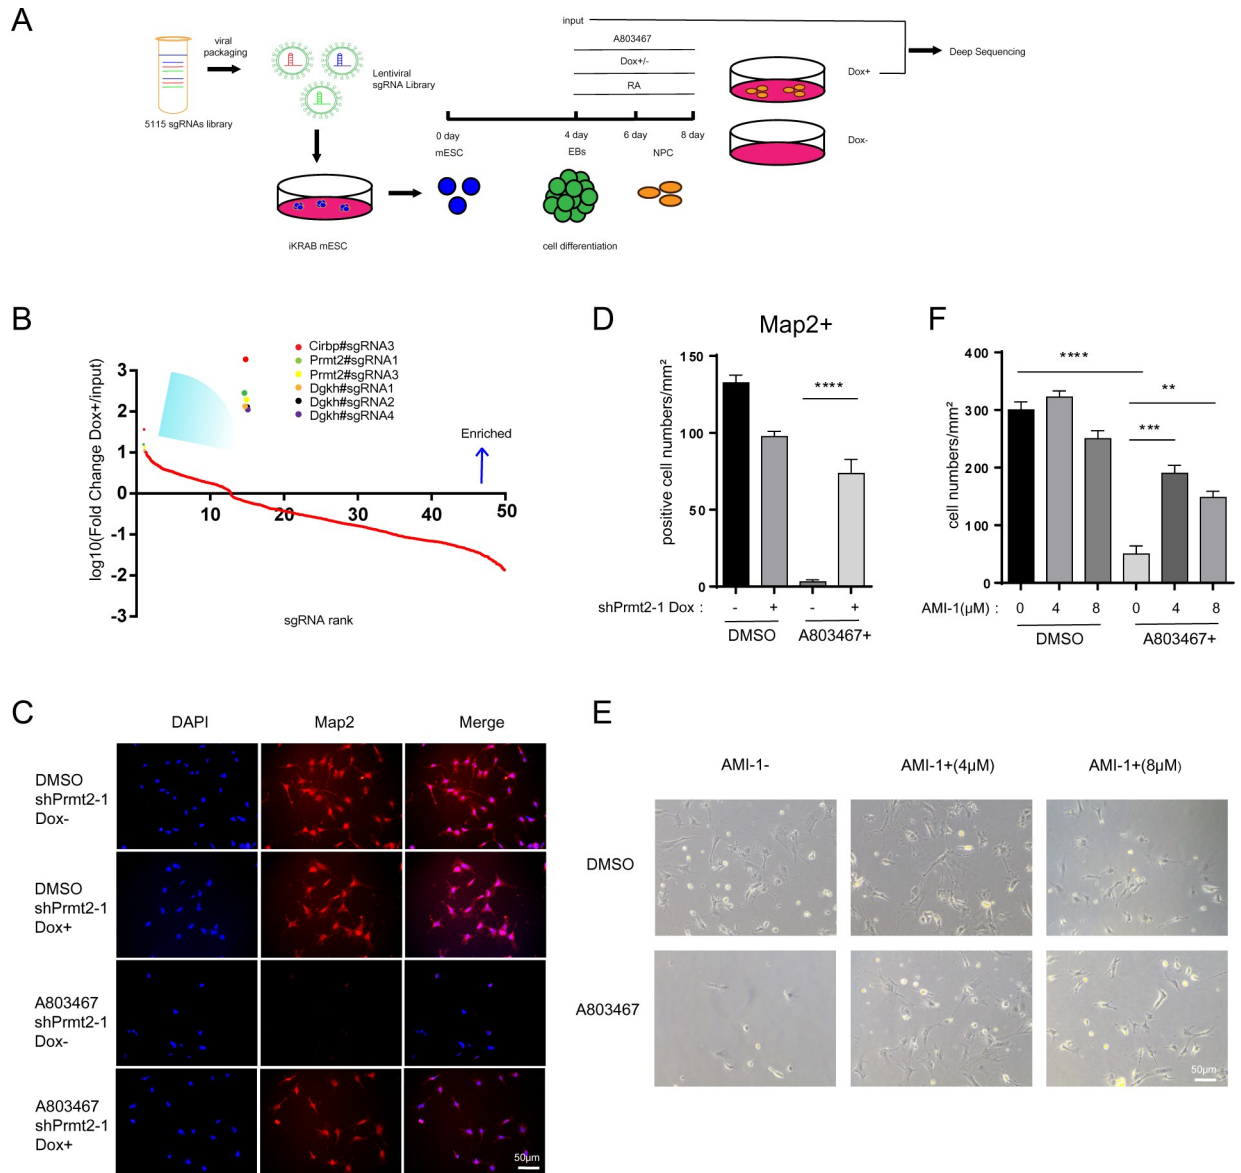 A
viral
packaging
5115 sgRNAs library
Lentiviral
sgRNA Library
iKRAB mESC
input
A803467
Dox+/-
RA
0 day
4 day
6 day
8 day
mESC
EBs
NPC
cell differentiation
Dox+
Dox-
Deep Sequencing
B
log10(Fold Change Dox+/input)
3
2
1
0
-1
-2
-3
10
20
30
40
50
sgRNA rank
Cirbp#sgRNA3
Prmt2#sgRNA1
Prmt2#sgRNA3
Dgkh#sgRNA1
Dgkh#sgRNA2
Dgkh#sgRNA4
Enriched
D
Map2+
positive cell numbers/mm²
150
100
50
0
****
shPrmt2-1 Dox : - + - +
DMSO A803467+
F
cell numbers/mm²
400
300
200
100
0
****
**
***
AMI-1(μM) : 0 4 8 0 4 8
DMSO A803467+
C
DAPI Map2 Merge
DMSO
shPrmt2-1
Dox-
DMSO
shPrmt2-1
Dox+
A803467
shPrmt2-1
Dox-
A803467
shPrmt2-1
Dox+
50μm
E
AMI-1- AMI-1+(4μM) AMI-1+(8μM)
DMSO
A803467
50μm